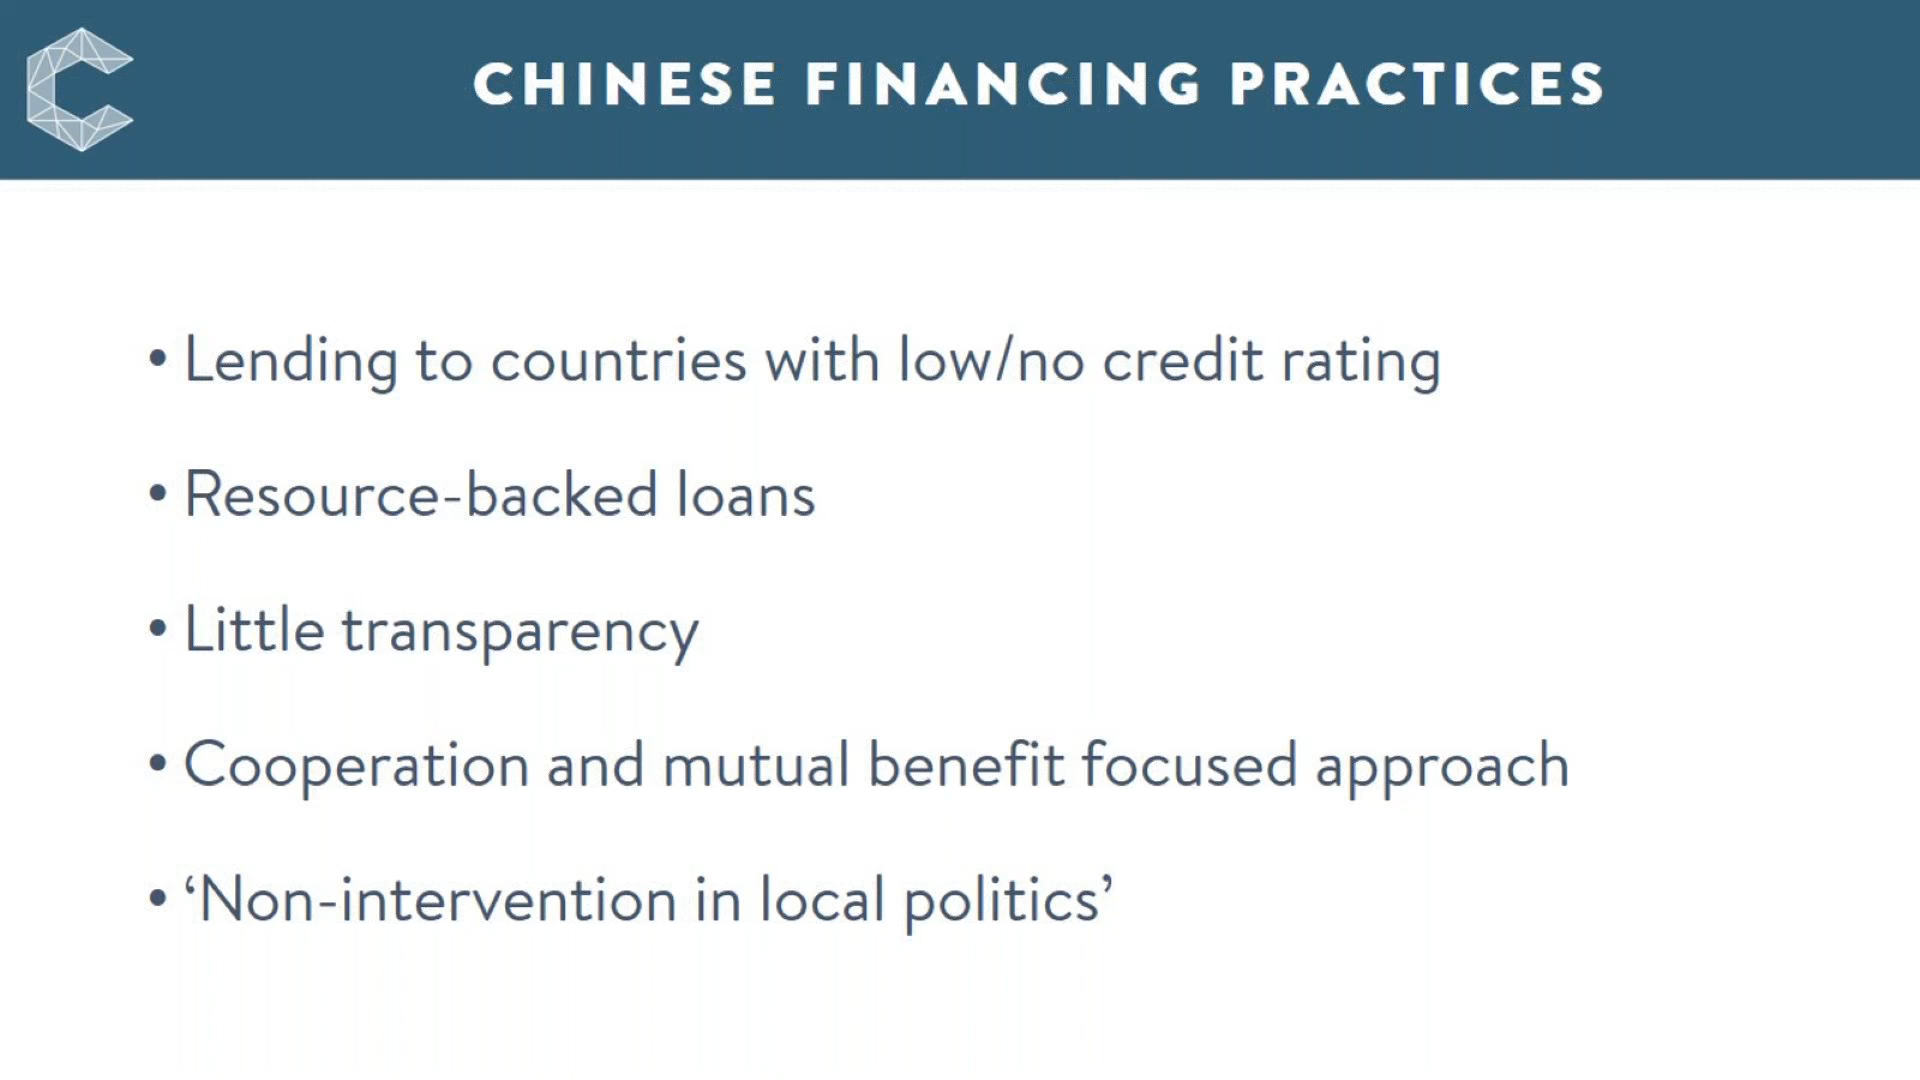 CHINESE FINANCING PRACTICES
• Lending to countries with low/no credit rating
• Resource-backed loans
• Little transparency
• Cooperation and mutual benefit focused approach
• ‘Non-intervention in local politics’